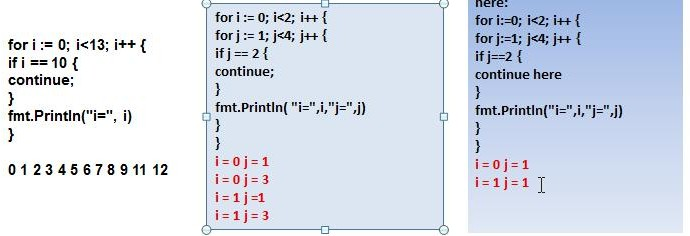 for i := 0; i<13; i++ {
if i == 10 {
continue;
}
fmt.Println("i=", i)
}
0 1 2 3 4 5 6 7 8 9 11 12
for i := 0; i<2; i++ {
for j := 1; j<4; j++ {
if j == 2 {
continue;
}
fmt.Println( "i=",i,"j=",j)
}
}
i = 0 j = 1
i = 0 j = 3
i = 1 j =1
i = 1 j = 3
here:
for i:=0; i<2; i++ {
for j:=1; j<4; j++ {
if j==2 {
continue here
}
fmt.Println("i=",i,"j=",j)
}
}
i = 0 j = 1
i = 1 j = 1